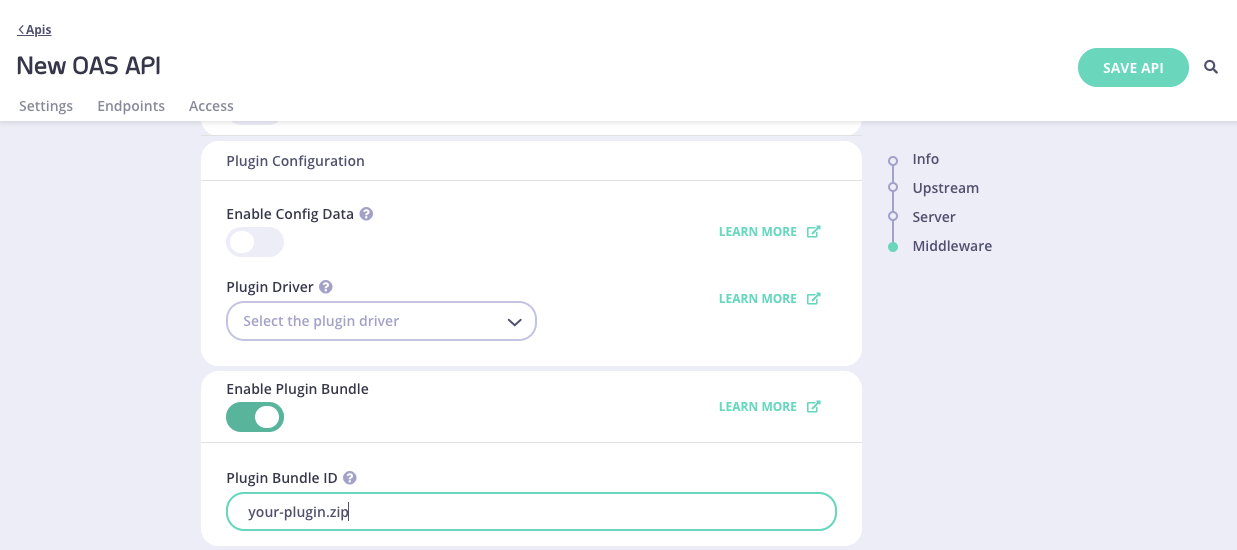 Apis
New OAS API
SAVE API
Settings Endpoints Access
Plugin Configuration
Enable Config Data ?
LEARN MORE
Plugin Driver ?
LEARN MORE
Select the plugin driver
Enable Plugin Bundle
LEARN MORE
Plugin Bundle ID ?
your-plugin.zip
Info
Upstream
Server
Middleware